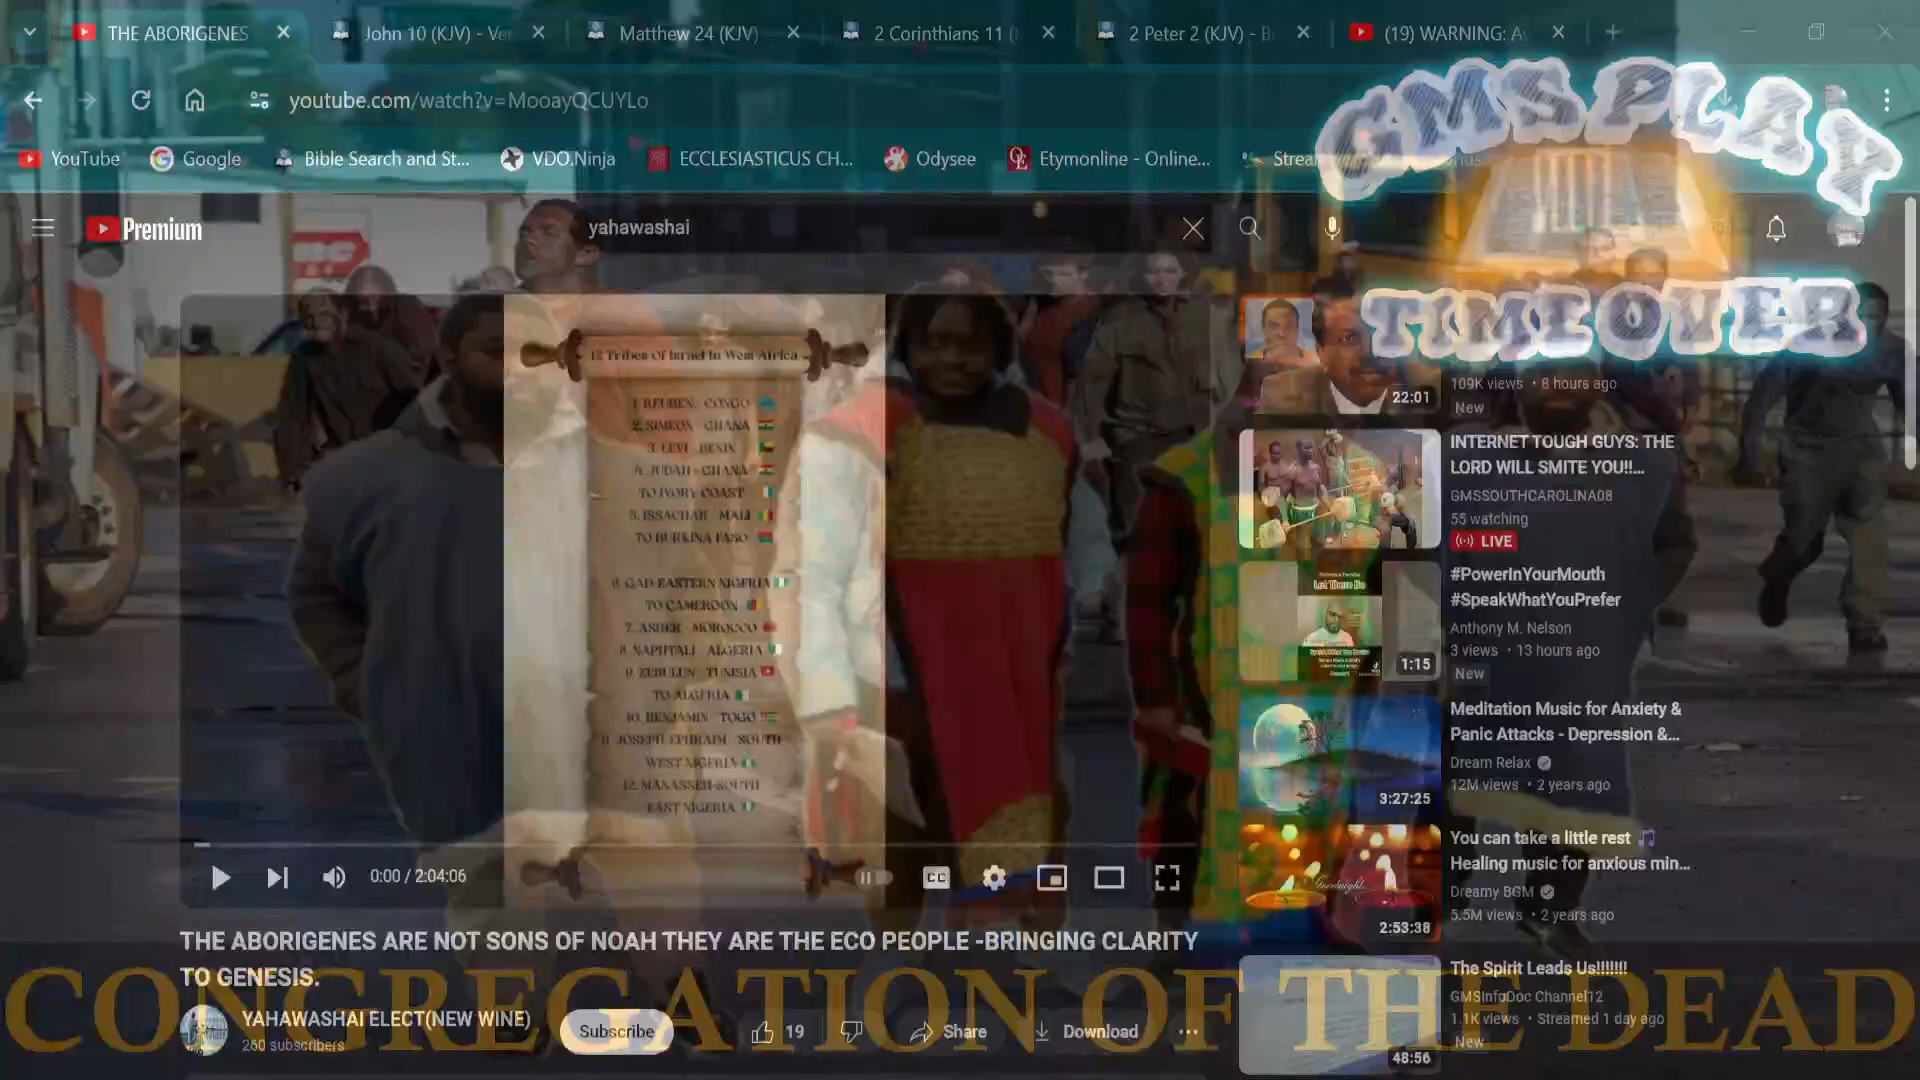 THE ABORIGENES
John 10 (KJV) - Ve
Matthew 24 (KJV)
2 Corinthians 11 (
2 Peter 2 (KJV) - B
(19) WARNING: A
youtube.com/watch?v=MooayQCUYLo
GMS PLAY
YouTube
Google
Bible Search and St...
VDO.Ninja
ECCLESIASTICUS CH...
Odysee
Etymonline - Online...
Strea
Premium
yahawashai
TIME OVER
12 Tribes Of Israel In West Africa
1. REUBEN: CONGO
2. SIMEON - GHANA
3. LEVI - BENIN
4. JUDAH - GHANA
TO IVORY COAST
5. ISSACHAR - MALI
TO BURKINA FASO
6. GAD-EASTERN NIGERIA
TO CAMEROON
7. ASHER - MOROCCO
8. NAPHTALI - ALGERIA
9. ZEBULUN - TUNISIA
TO ALGERIA
10. BENJAMIN - TOGO
11. JOSEPH-EPHRAIM - SOUTH
WEST NIGERIA
12. MANASSEH-SOUTH
EAST NIGERIA
0:00 / 2:04:06
CC
THE ABORIGENES ARE NOT SONS OF NOAH THEY ARE THE ECO PEOPLE -BRINGING CLARITY
TO GENESIS.
YAHAWASHAI ELECT(NEW WINE)
260 subscribers
Subscribe
19
Share
Download
22:01
109K views • 8 hours ago
New
INTERNET TOUGH GUYS: THE
LORD WILL SMITE YOU!!...
GMSSOUTHCAROLINA08
55 watching
LIVE
Let There Be
1:15
#PowerInYourMouth
#SpeakWhatYouPrefer
Anthony M. Nelson
3 views • 13 hours ago
New
3:27:25
Meditation Music for Anxiety &
Panic Attacks - Depression &...
Dream Relax
12M views • 2 years ago
Goodnight...
2:53:38
You can take a little rest
Healing music for anxious min...
Dreamy BGM
5.5M views • 2 years ago
48:56
The Spirit Leads Us!!!!!!!
GMSInfoDoc Channel12
1.1K views • Streamed 1 day ago
New
CONGREGATION OF THE DEAD